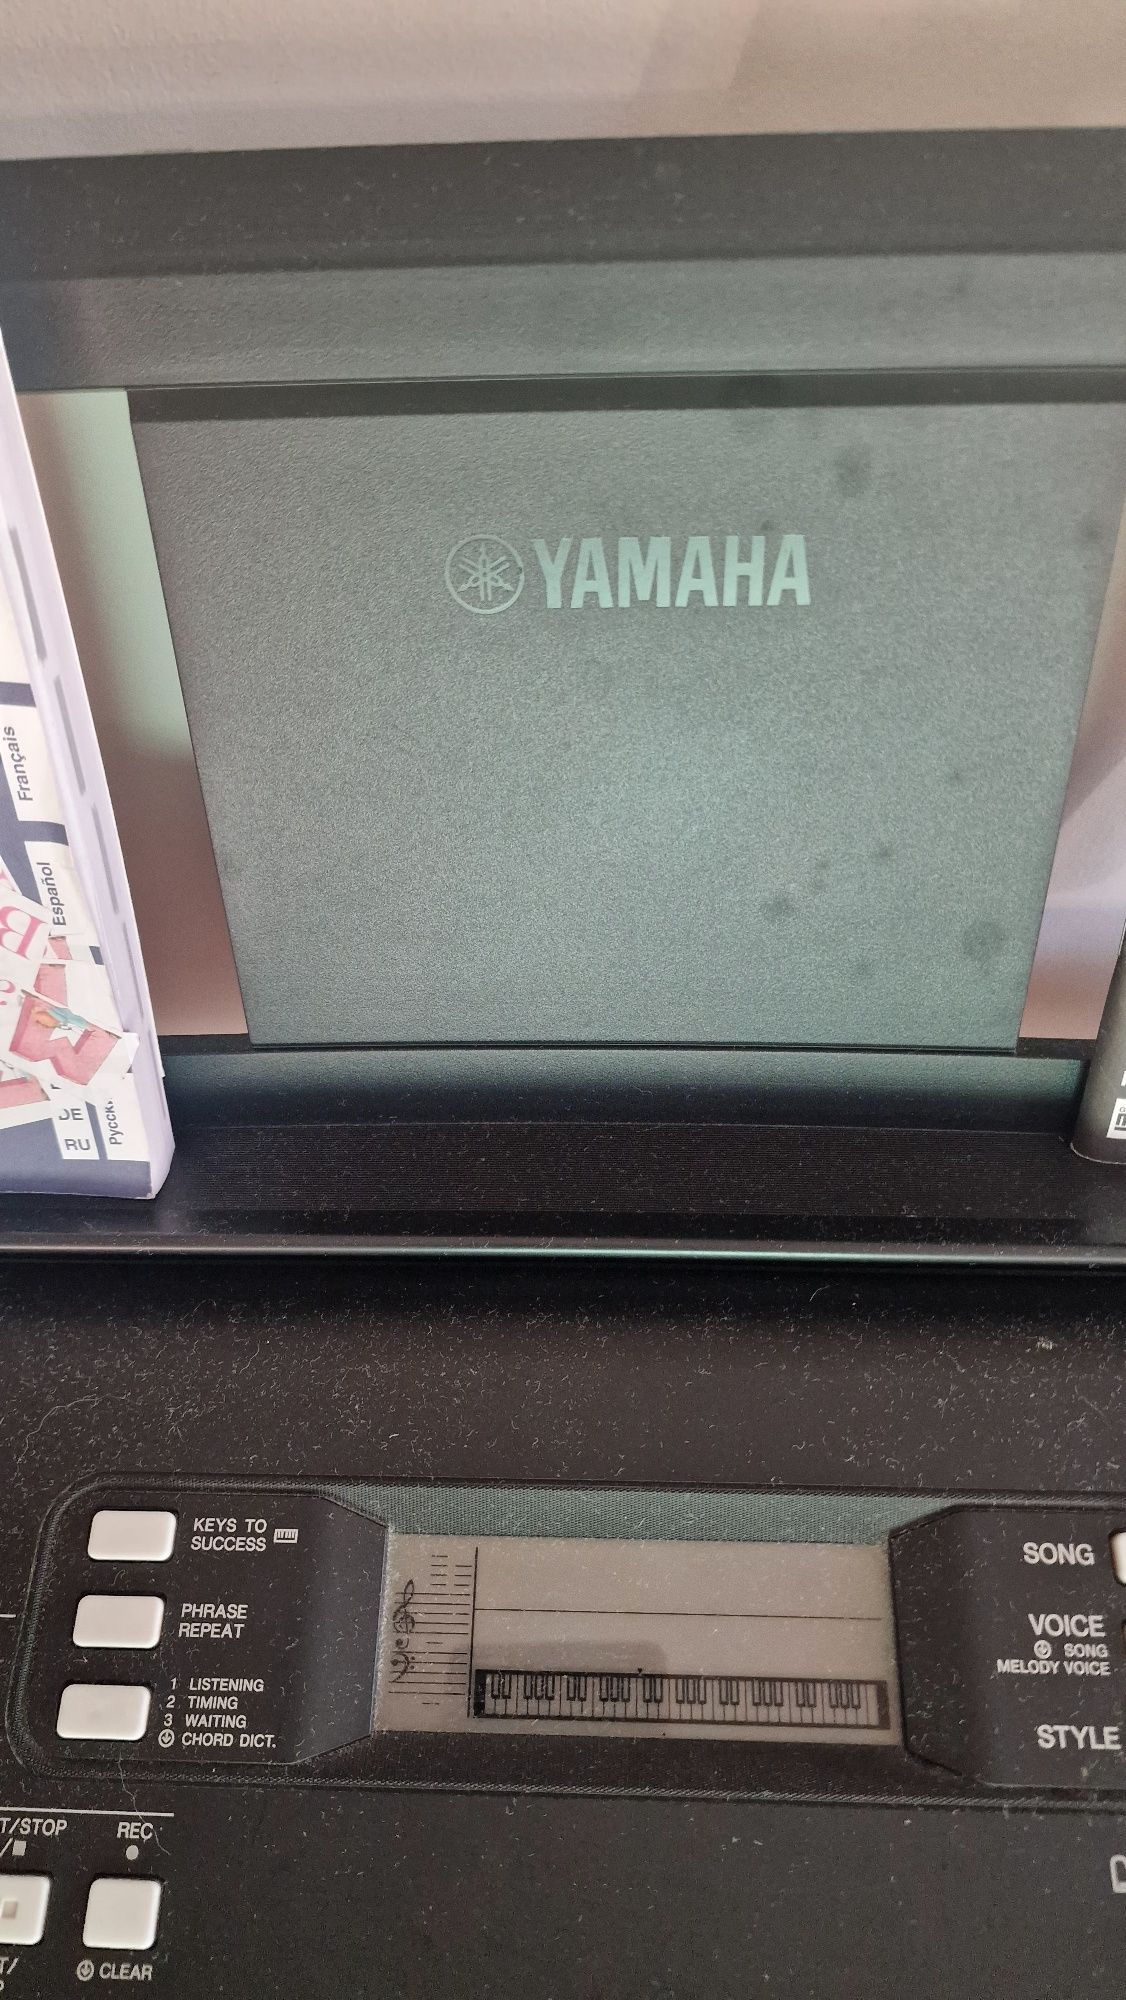 YAMAHA
Français
Español
B
DE
RU
KEYS TO
SUCCESS
PHRASE
REPEAT
1 LISTENING
2 TIMING
3 WAITING
CHORD DICT.
SONG
VOICE
SONG
MELODY VOICE
STYLE
/STOP
REC
CLEAR